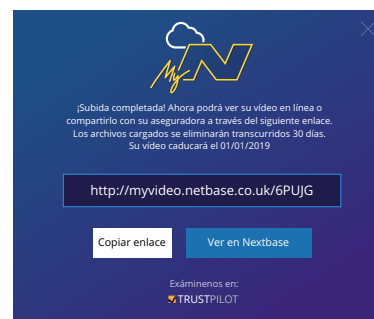 My N
¡Subida completada! Ahora podrá ver su vídeo en línea o
compartirlo con su aseguradora a través del siguiente enlace.
Los archivos cargados se eliminarán transcurridos 30 días.
Su vídeo caducará el 01/01/2019
http://myvideo.netbase.co.uk/6PUJG
Copiar enlace
Ver en Nextbase
Exáminenos en:
TRUSTPILOT